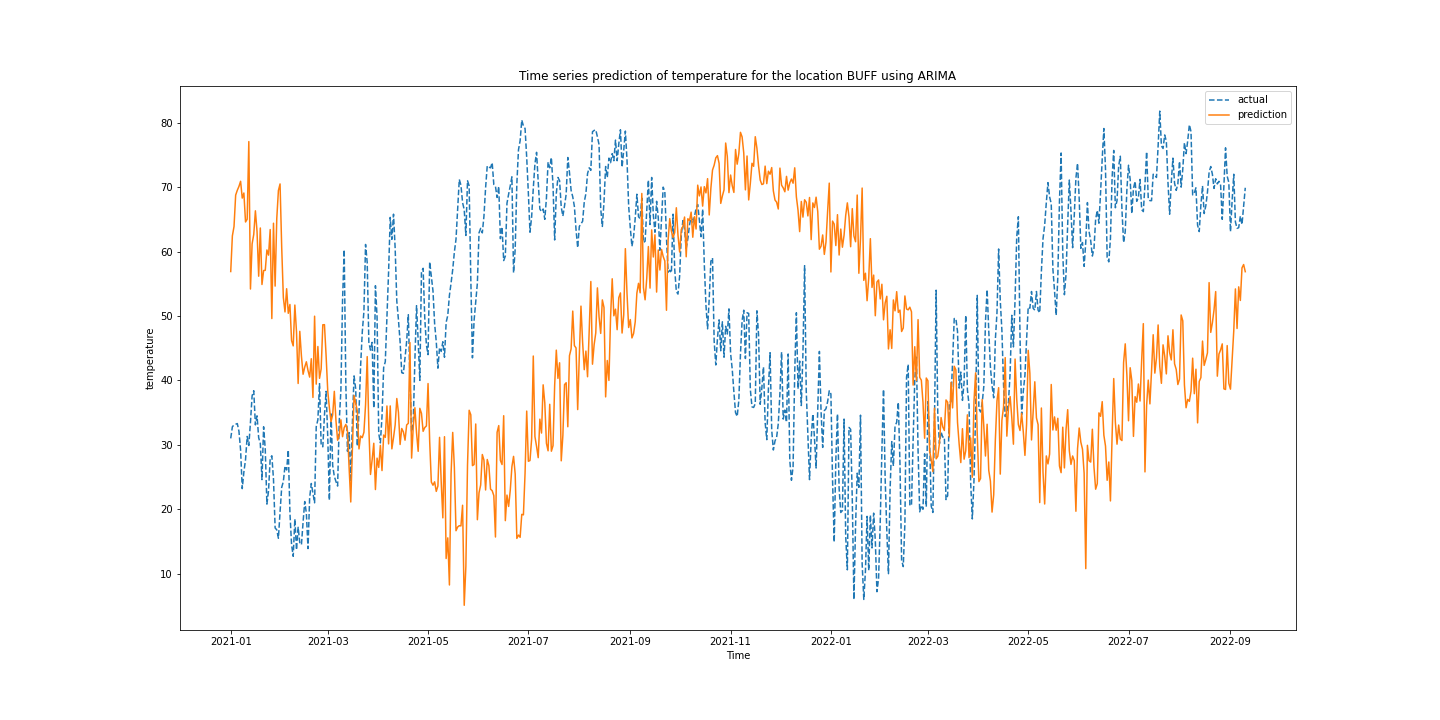 Time series prediction of temperature for the location BUFF using ARIMA
actual
prediction
80
70
60
50
40
30
20
10
temperature
2021-01 2021-03 2021-05 2021-07 2021-09 2021-11 2022-01 2022-03 2022-05 2022-07 2022-09
Time